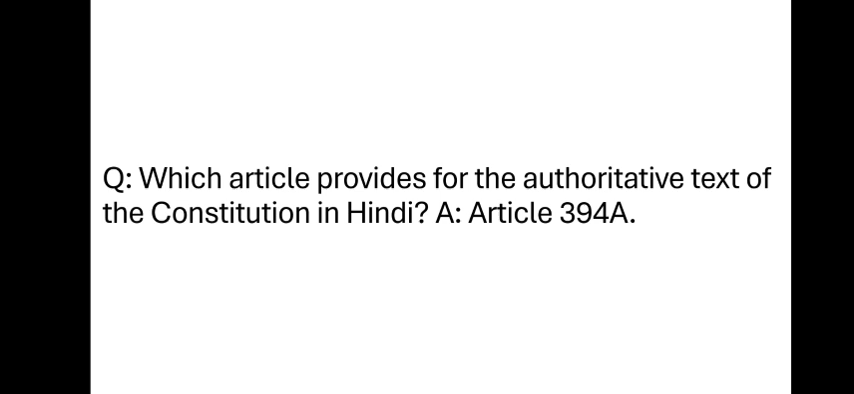 Q: Which article provides for the authoritative text of
the Constitution in Hindi? A: Article 394A.